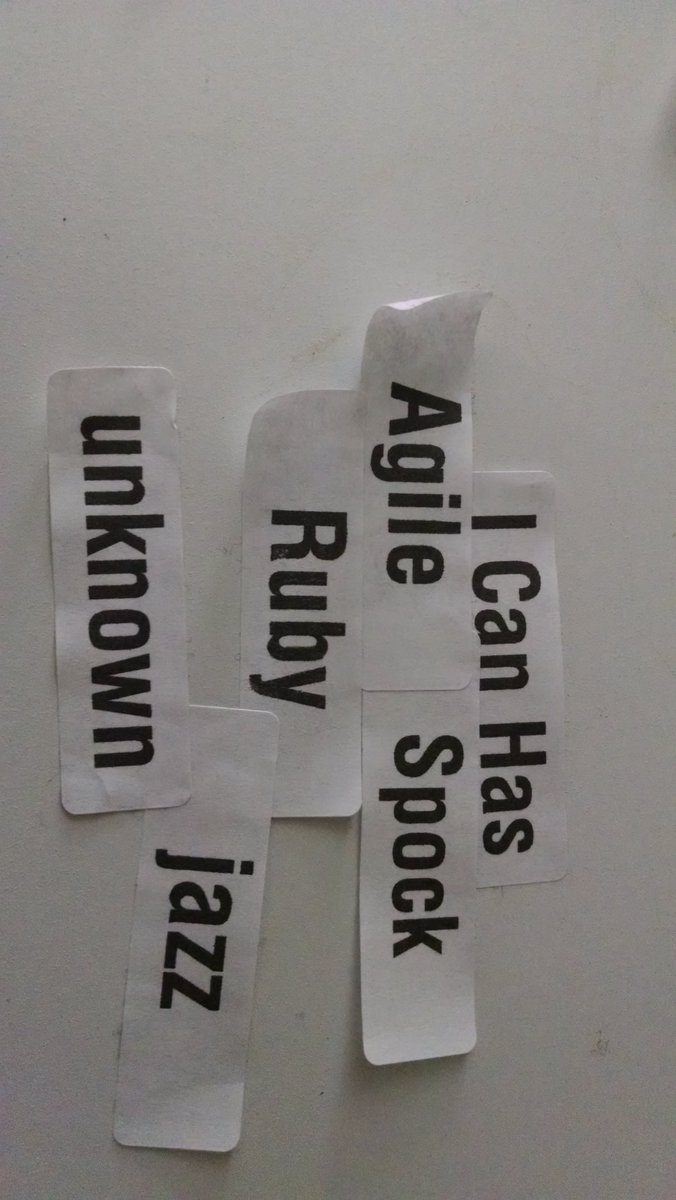 I Can Has
Agile Spock
Ruby
unknown
jazz